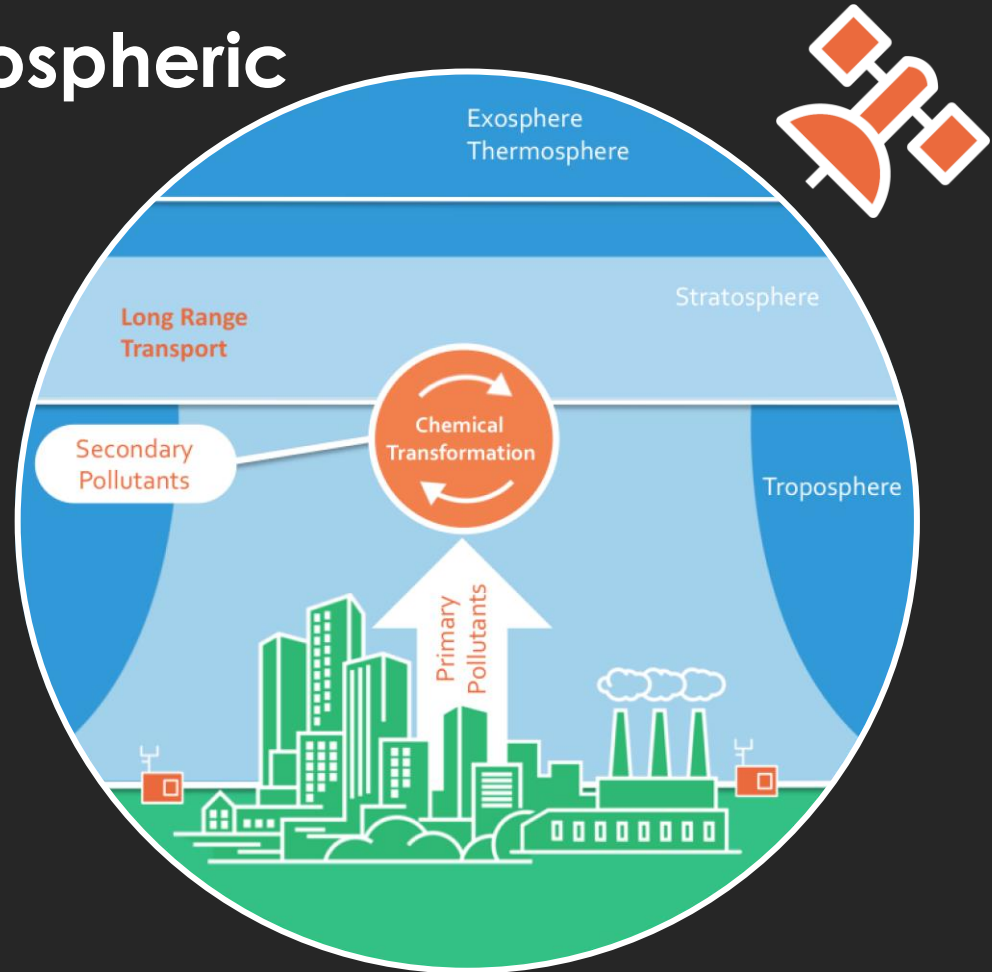 ospheric
Exosphere
Thermosphere
Stratosphere
Long Range
Transport
Chemical
Transformation
Secondary
Pollutants
Troposphere
Primary
Pollutants